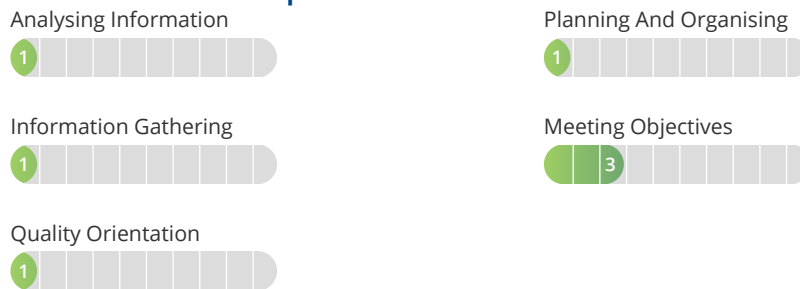 Analysing Information
1
Planning And Organising
1
Information Gathering
1
Meeting Objectives
3
Quality Orientation
1